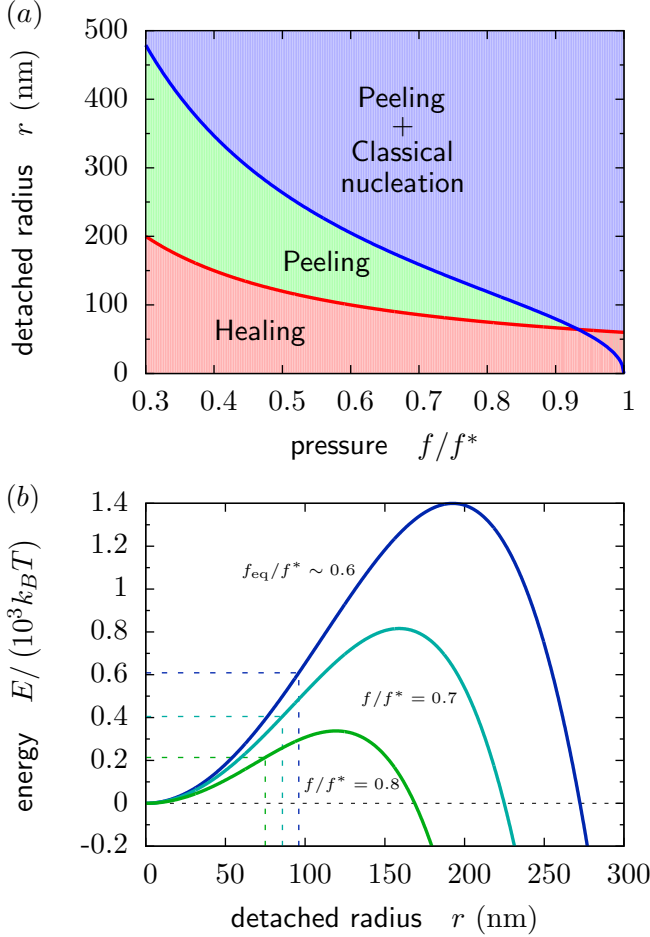 (a)
detached radius r (nm)
500
400
300
200
100
0
Peeling
+
Classical
nucleation
Peeling
Healing
0.3 0.4 0.5 0.6 0.7 0.8 0.9 1
pressure f/f*
(b)
energy E/(10³k_BT)
1.4
1.2
1
0.8
0.6
0.4
0.2
0
-0.2
f_eq/f* ∼ 0.6
f/f* = 0.7
f/f* = 0.8
0 50 100 150 200 250 300
detached radius r (nm)